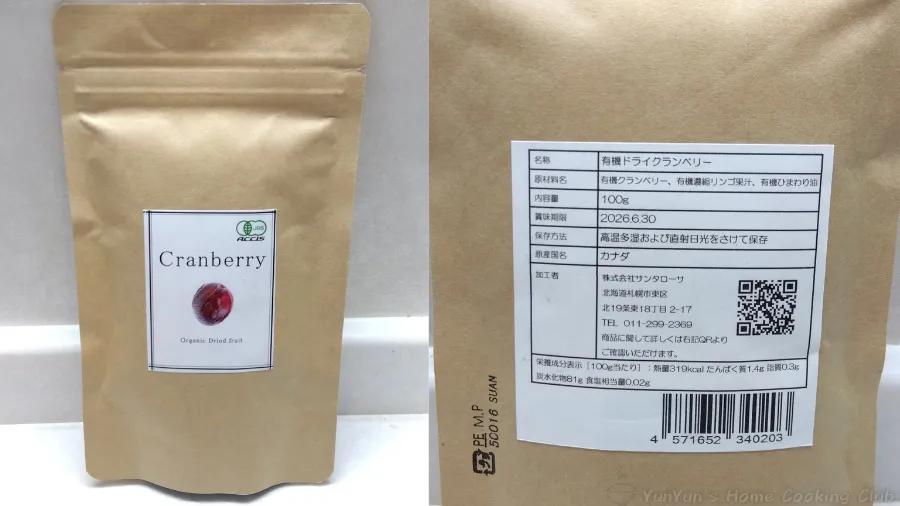 JAS
ACCIS
Cranberry
Organic Dried fruit
名称 有機ドライクランベリー
原材料名 有機クランベリー、有機濃縮リンゴ果汁、有機ひまわり油
内容量 100g
賞味期限 2026.6.30
保存方法 高温多湿および直射日光をさけて保存
原産国名 カナダ
加工者 株式会社サンタローサ
北海道札幌市東区
北19条東18丁目 2-17
TEL 011-299-2369
商品に関して詳しくは右記QRより
ご確認いただけます。
栄養成分表示［100g当たり］：熱量319kcal たんぱく質1.4g 脂質0.3g
炭水化物81g 食塩相当量0.02g
4 571652 340203
PE M.P
50016 SUAN
プラ
YunYun's Home Cooking Club